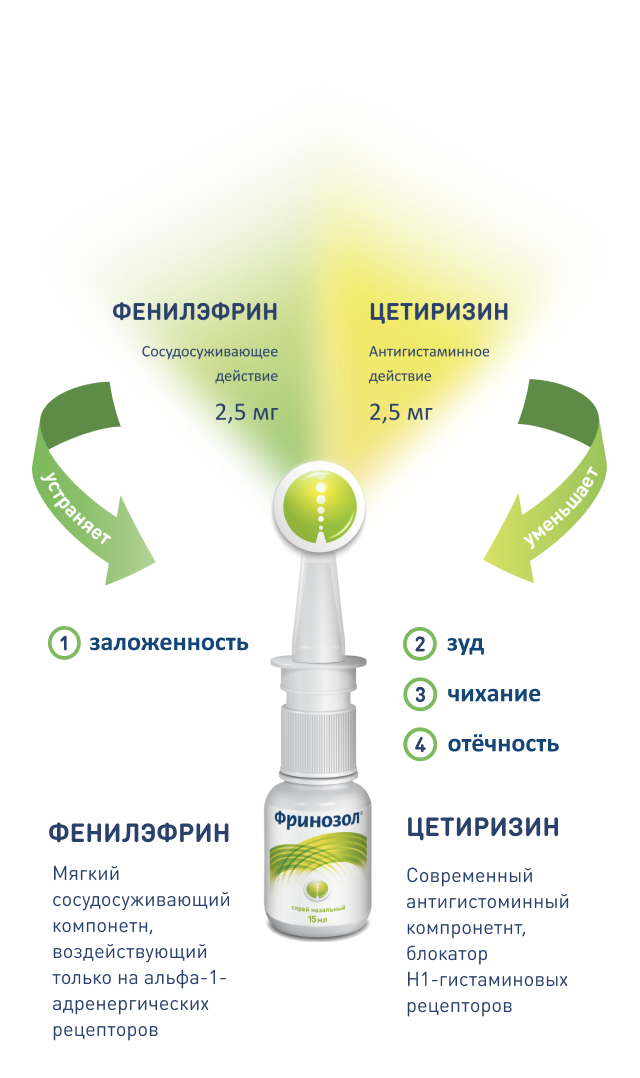 ФЕНИЛЭФРИН
Сосудосуживающее
действие
2,5 мг
ЦЕТИРИЗИН
Антигистаминное
действие
2,5 мг
устраняет
уменьшает
1 заложенность
2 зуд
3 чихание
4 отёчность
Фринозол®
спрей назальный
15 мл
ФЕНИЛЭФРИН
Мягкий
сосудосуживающий
компонетн,
воздействующий
только на альфа-1-
адренергических
рецепторов
ЦЕТИРИЗИН
Современный
антигистоминный
компронетнт,
блокатор
Н1-гистаминовых
рецепторов